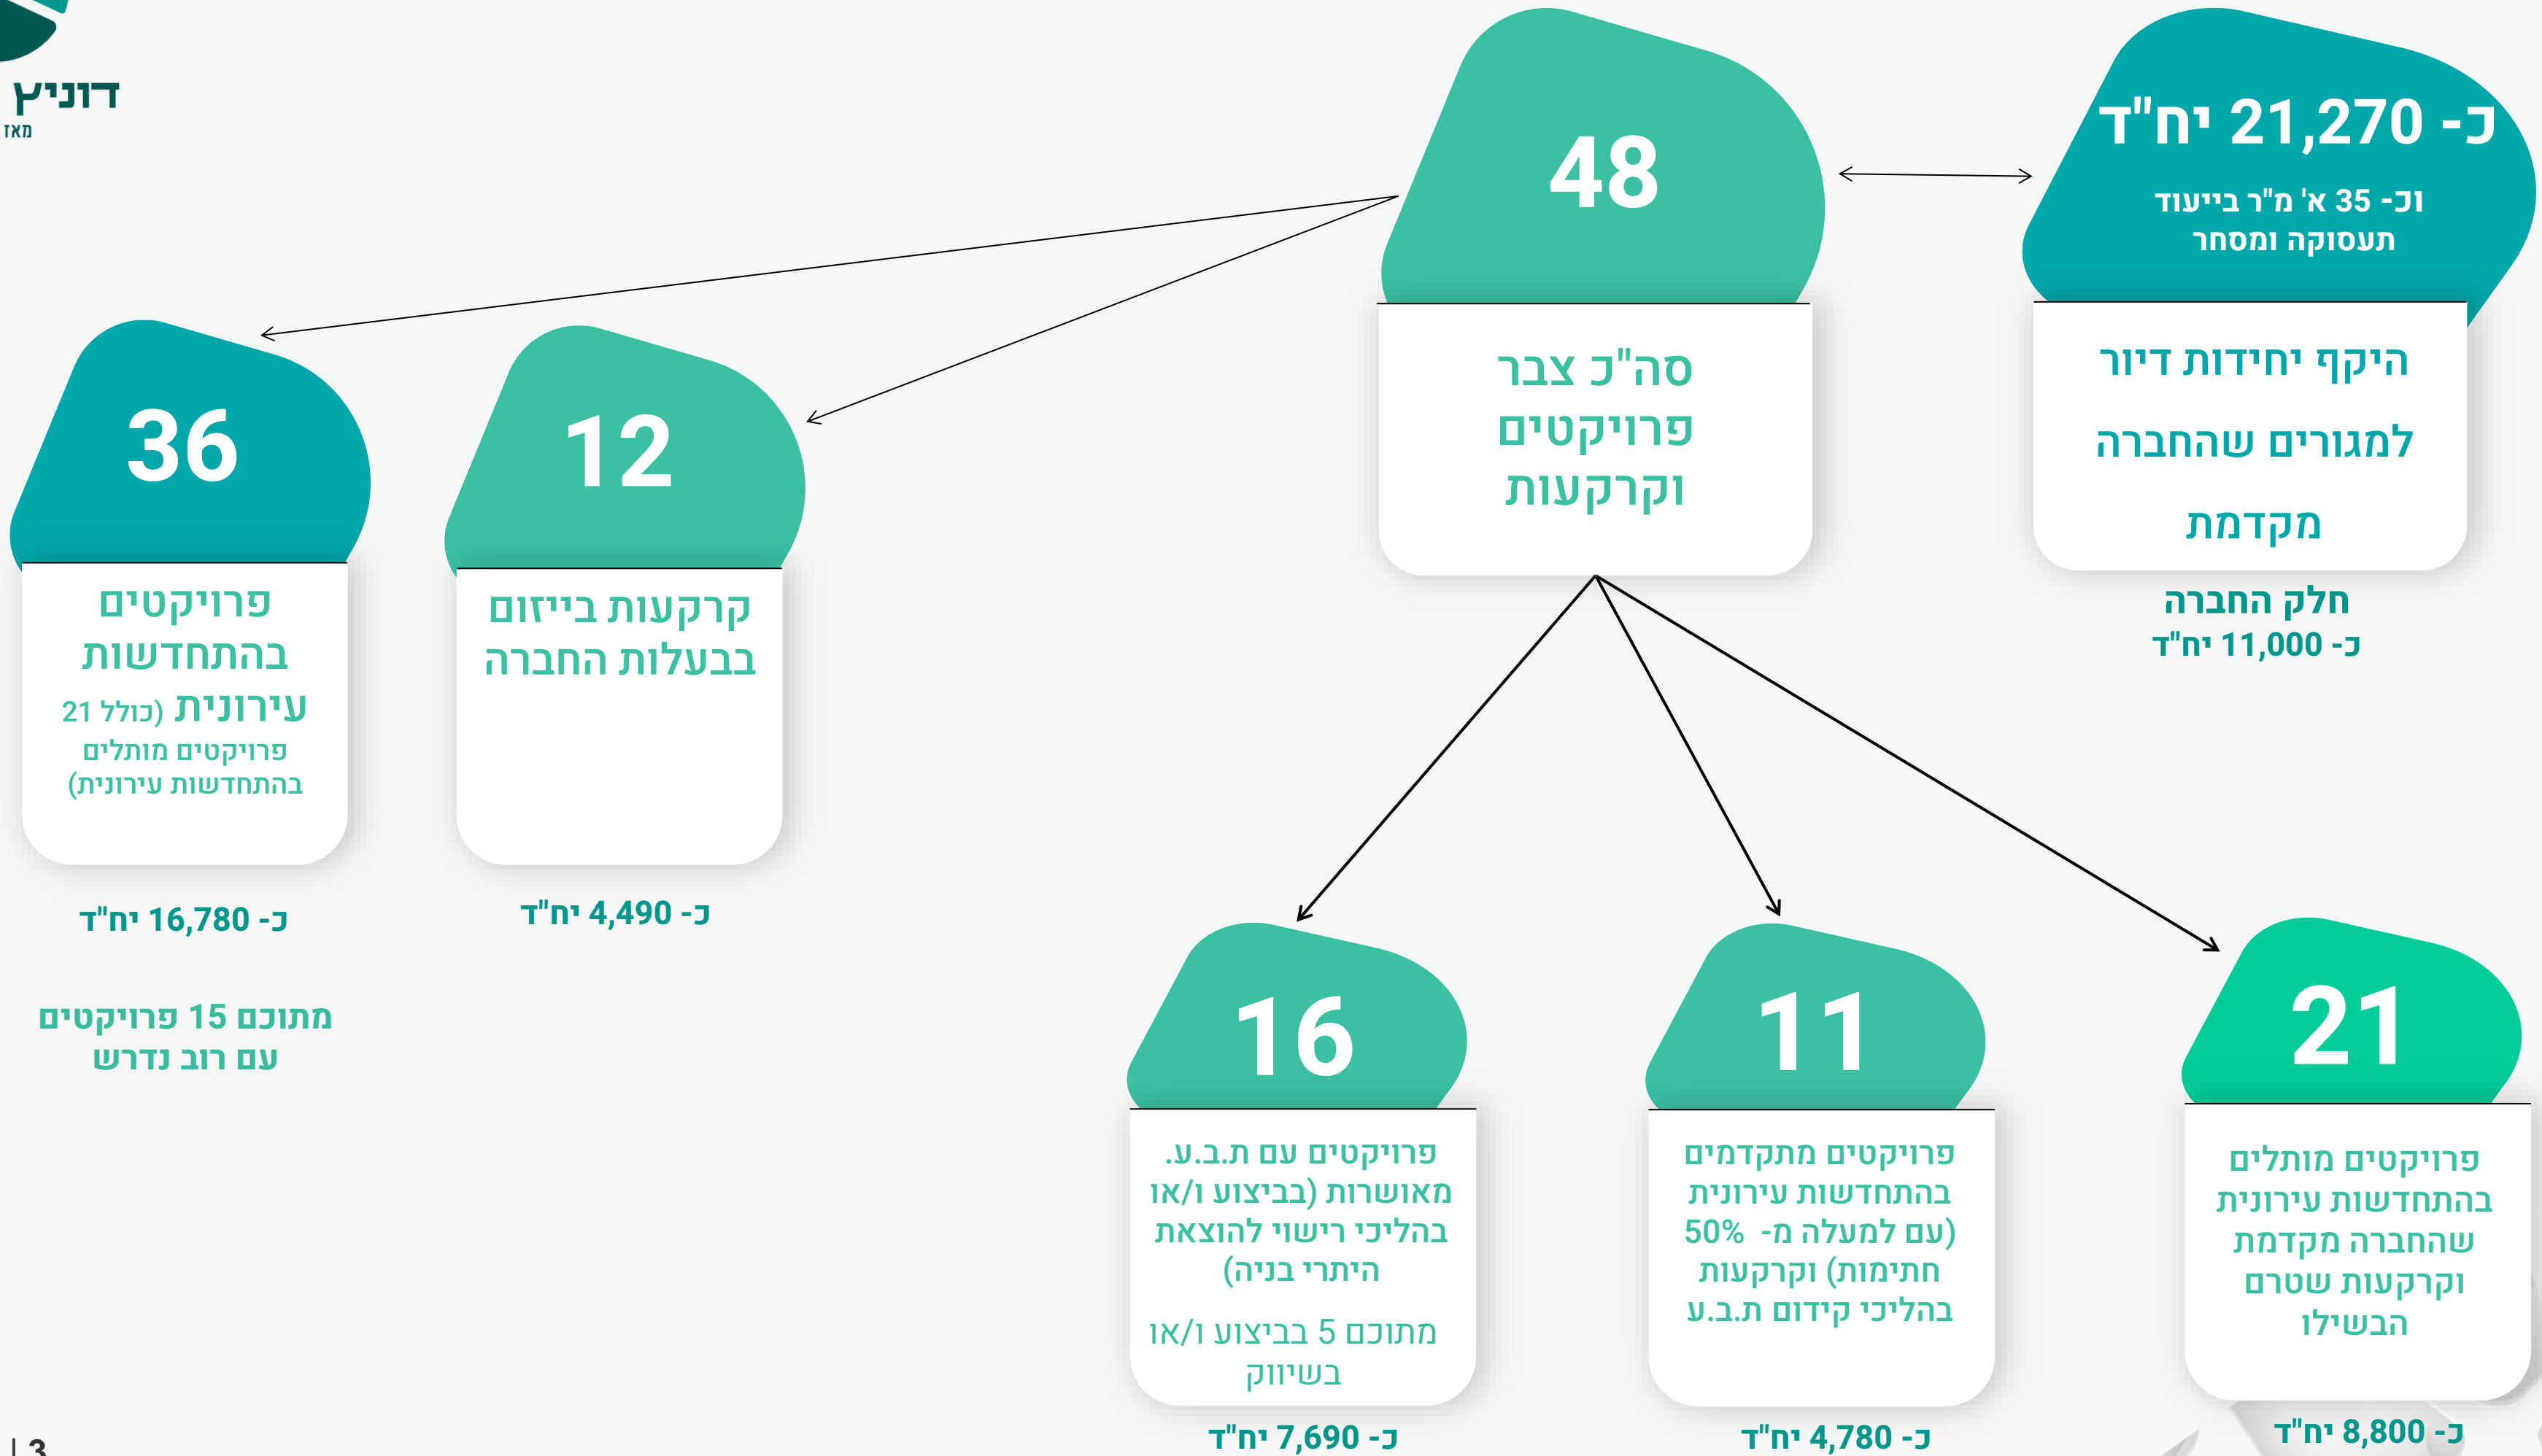 דוניץ
מאז
כ- 21,270 יח"ד
וכ- 35 א' מ"ר בייעוד
תעסוקה ומסחר
היקף יחידות דיור
למגורים שהחברה
מקדמת
חלק החברה
כ- 11,000 יח"ד
48
סה"כ צבר
פרויקטים
וקרקעות
12
קרקעות בייזום
בבעלות החברה
כ- 4,490 יח"ד
36
פרויקטים
בהתחדשות
עירונית (כולל 21
פרויקטים מותלים
בהתחדשות עירונית)
כ- 16,780 יח"ד
מתוכם 15 פרויקטים
עם רוב נדרש
21
פרויקטים מותלים
בהתחדשות עירונית
שהחברה מקדמת
וקרקעות שטרם
הבשילו
כ- 8,800 יח"ד
11
פרויקטים מתקדמים
בהתחדשות עירונית
(עם למעלה מ- 50%
חתימות) וקרקעות
בהליכי קידום ת.ב.ע
כ- 4,780 יח"ד
16
פרויקטים עם ת.ב.ע.
מאושרות (בביצוע ו/או
בהליכי רישוי להוצאת
היתרי בניה)
מתוכם 5 בביצוע ו/או
בשיווק
כ- 7,690 יח"ד
| 3